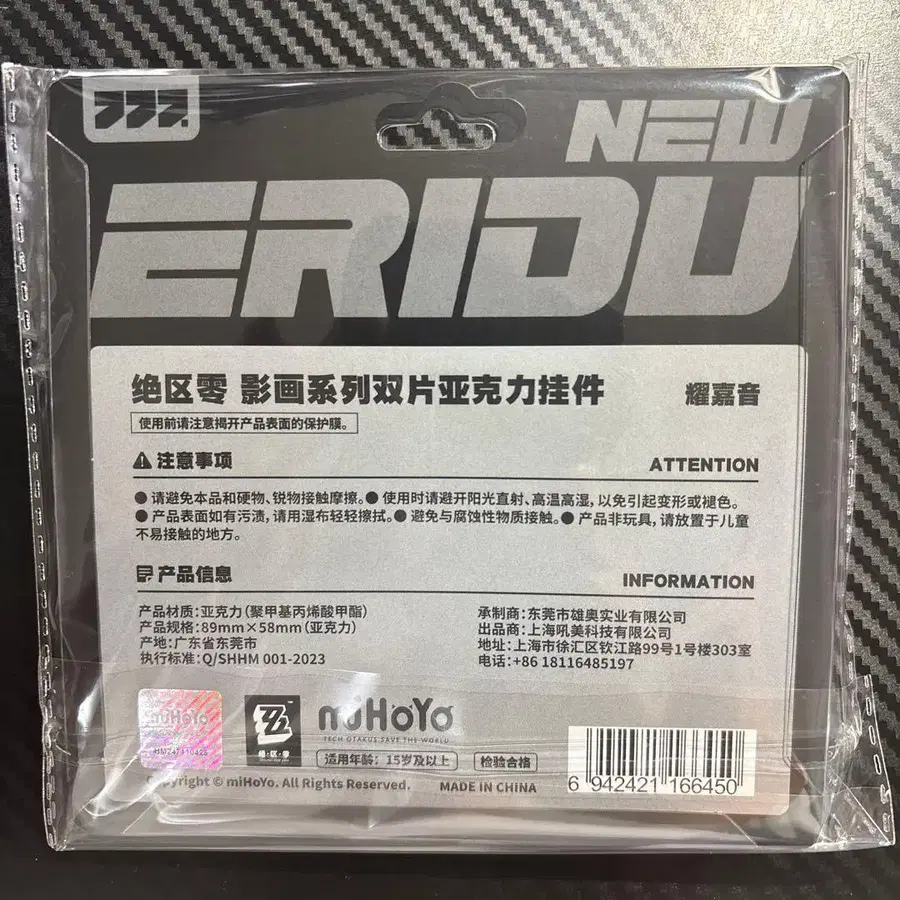 NEW
ERIDU
绝区零 影画系列双片亚克力挂件 耀嘉音
使用前请注意揭开产品表面的保护膜。
注意事项 ATTENTION
● 请避免本品和硬物、锐物接触摩擦。● 使用时请避开阳光直射、高温高湿，以免引起变形或褪色。
● 产品表面如有污渍，请用湿布轻轻擦拭。● 避免与腐蚀性物质接触。● 产品非玩具，请放置于儿童
不易接触的地方。
产品信息 INFORMATION
产品材质：亚克力（聚甲基丙烯酸甲酯）
产品规格：89mm×58mm（亚克力）
产地：广东省东莞市
执行标准：Q/SHHM 001-2023
承制商：东莞市雄奥实业有限公司
出品商：上海吼美科技有限公司
地址：上海市徐汇区钦江路99号1号楼303室
电话：+86 18116485197
miHoYo
绝·区·零
miHoYo
TECH OTAKUS SAVE THE WORLD
适用年龄：15岁及以上 检验合格
Copyright © miHoYo. All Rights Reserved. MADE IN CHINA
6 942421 166450